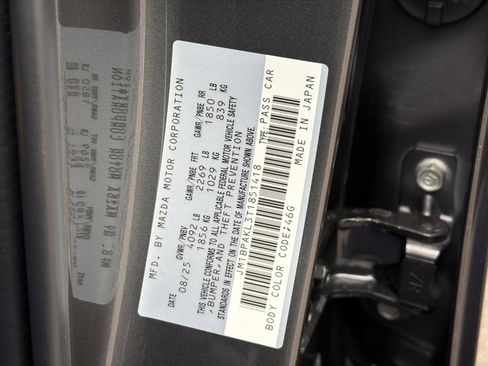 MFD. BY MAZDA MOTOR CORPORATION
DATE GVWR/PNBV GAWR/PNBE FRT GAWR/PNBE RR
08/25 4092 LB 2269 LB 1850 LB
1856 KG 1029 KG 839 KG
THIS VEHICLE CONFORMS TO ALL APPLICABLE FEDERAL MOTOR VEHICLE SAFETY
,BUMPER,AND THEFT PREVENTION
STANDARDS IN EFFECT ON THE DATE OF MANUFACTURE SHOWN ABOVE.
JM1BPAKL3T1851418 TYPE:PASS CAR
BODY COLOR CODE:46G MADE IN JAPAN